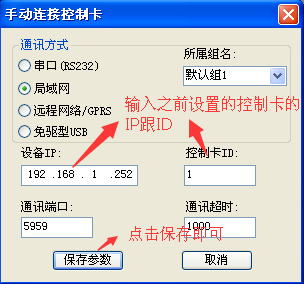 手动连接控制卡
通讯方式
串口(RS232)
局域网
远程网络/GPRS
免驱型USB
所属组名:
默认组1
输入之前设置的控制卡的
IP跟ID
设备IP:
控制卡ID:
192 .168 . 1 .252
1
通讯端口:
通讯超时:
5959
1000
点击保存即可
保存参数
取消